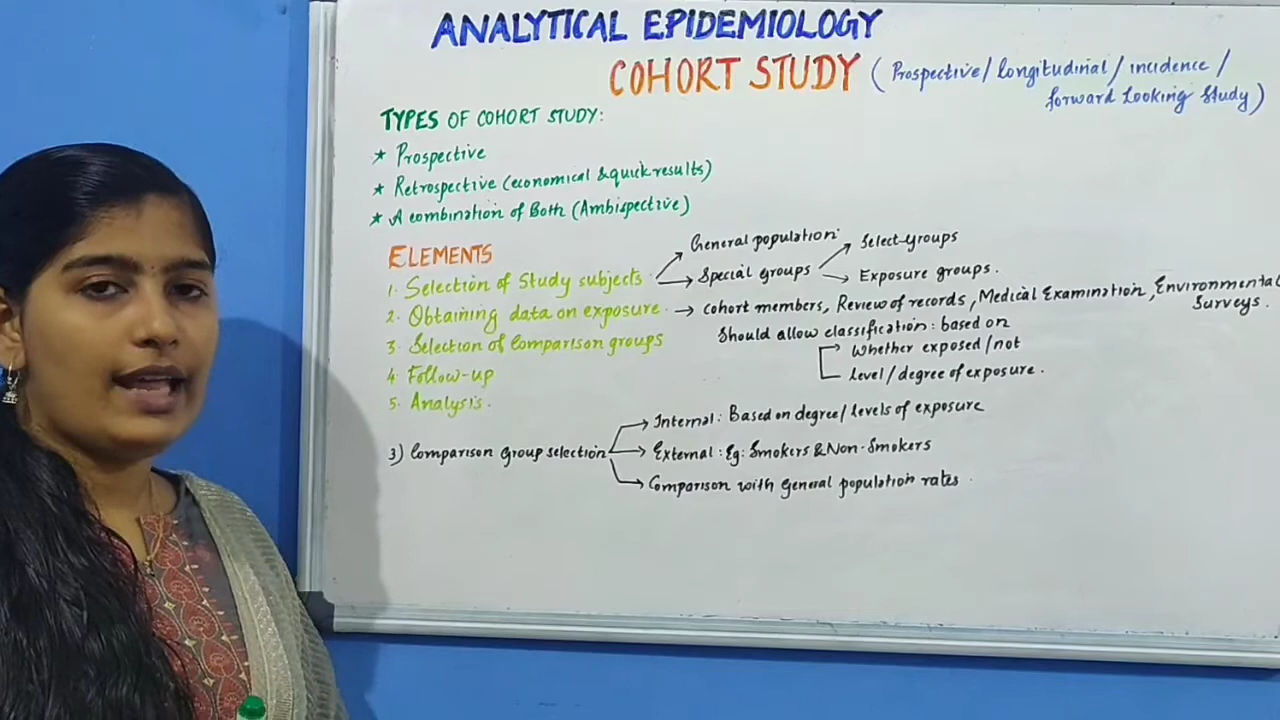 ANALYTICAL EPIDEMIOLOGY
COHORT STUDY (Prospective/longitudinal/incidence/
forward Looking Study)
TYPES OF COHORT STUDY:
* Prospective
* Retrospective (economical & quick results)
* A combination of Both (Ambispective)
ELEMENTS
1. Selection of Study subjects
General population
Special groups
Select-groups
Exposure groups.
2. Obtaining data on exposure. → cohort members, Review of records, Medical Examination, Environmental
Surveys.
Should allow classification: based on
Whether exposed/not
level/degree of exposure.
3. Selection of Comparison groups
4. Follow-up
5. Analysis.
3) Comparison Group selection
Internal: Based on degree/levels of exposure
External: Eg: Smokers & Non-Smokers
Comparison with General population rates